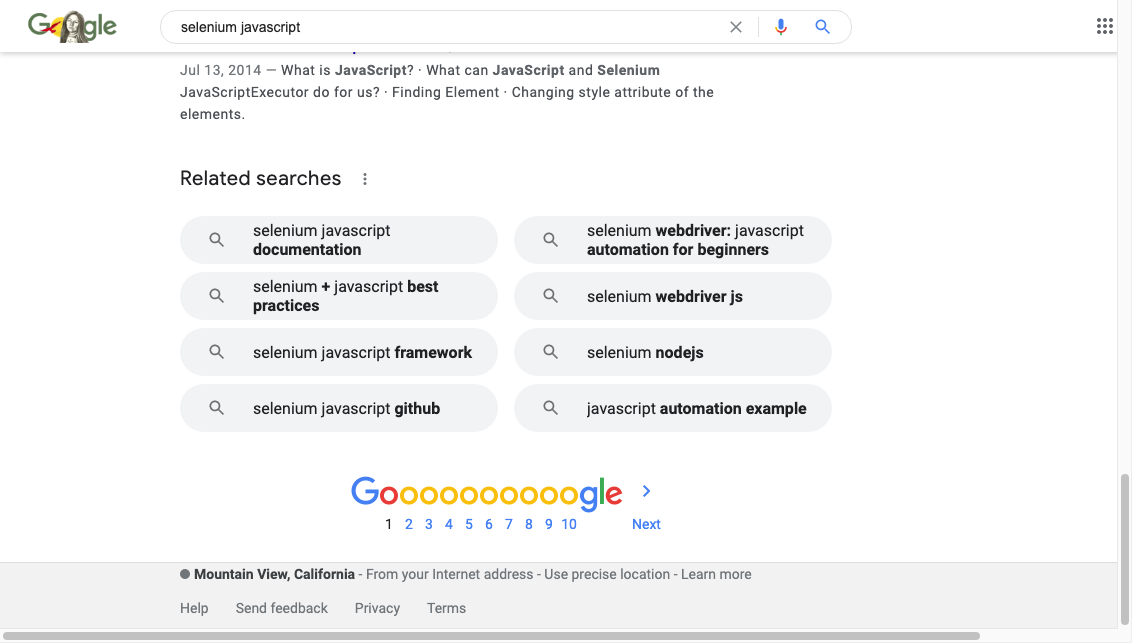 Google
selenium javascript
Jul 13, 2014 — What is JavaScript? · What can JavaScript and Selenium
JavaScriptExecutor do for us? · Finding Element · Changing style attribute of the
elements.
Related searches
selenium javascript
documentation
selenium webdriver: javascript
automation for beginners
selenium + javascript best
practices
selenium webdriver js
selenium javascript framework
selenium nodejs
selenium javascript github
javascript automation example
Goooooooooogle
1 2 3 4 5 6 7 8 9 10 Next
Mountain View, California - From your Internet address - Use precise location - Learn more
Help Send feedback Privacy Terms